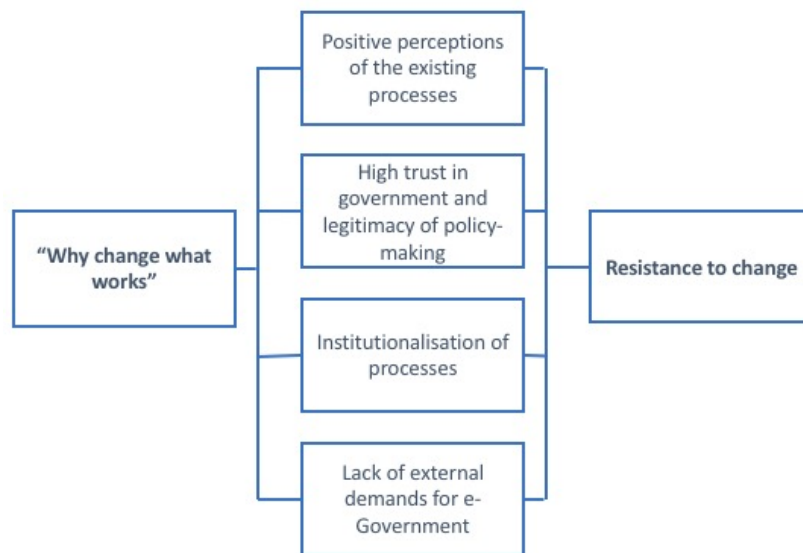 Positive perceptions
of the existing
processes
High trust in
government and
legitimacy of policy-
making
“Why change what
works”
Resistance to change
Institutionalisation of
processes
Lack of external
demands for e-
Government